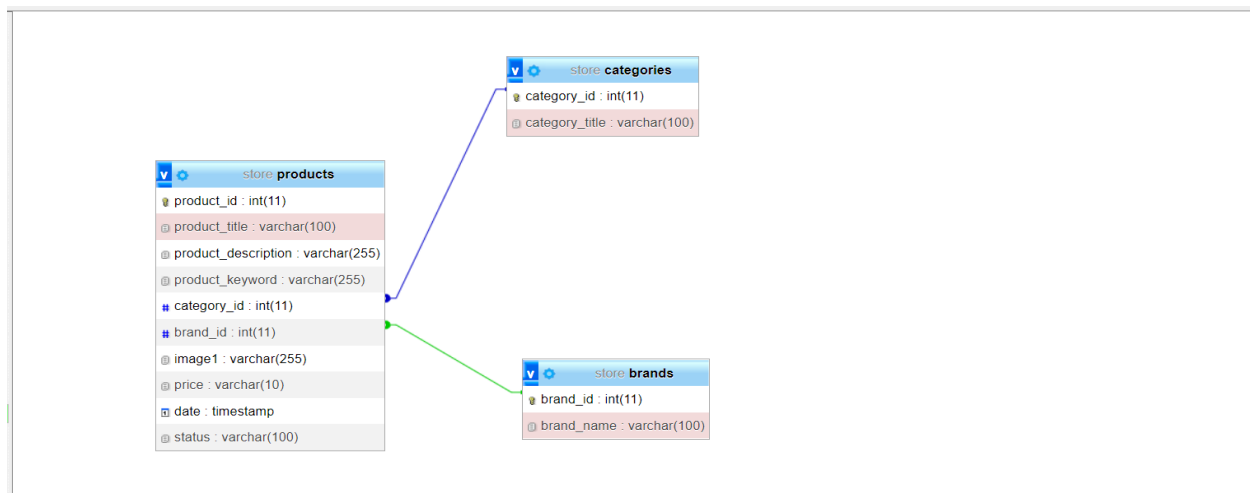 v store categories
category_id : int(11)
category_title : varchar(100)
v store products
product_id : int(11)
product_title : varchar(100)
product_description : varchar(255)
product_keyword : varchar(255)
# category_id : int(11)
# brand_id : int(11)
image1 : varchar(255)
price : varchar(10)
date : timestamp
status : varchar(100)
v store brands
brand_id : int(11)
brand_name : varchar(100)